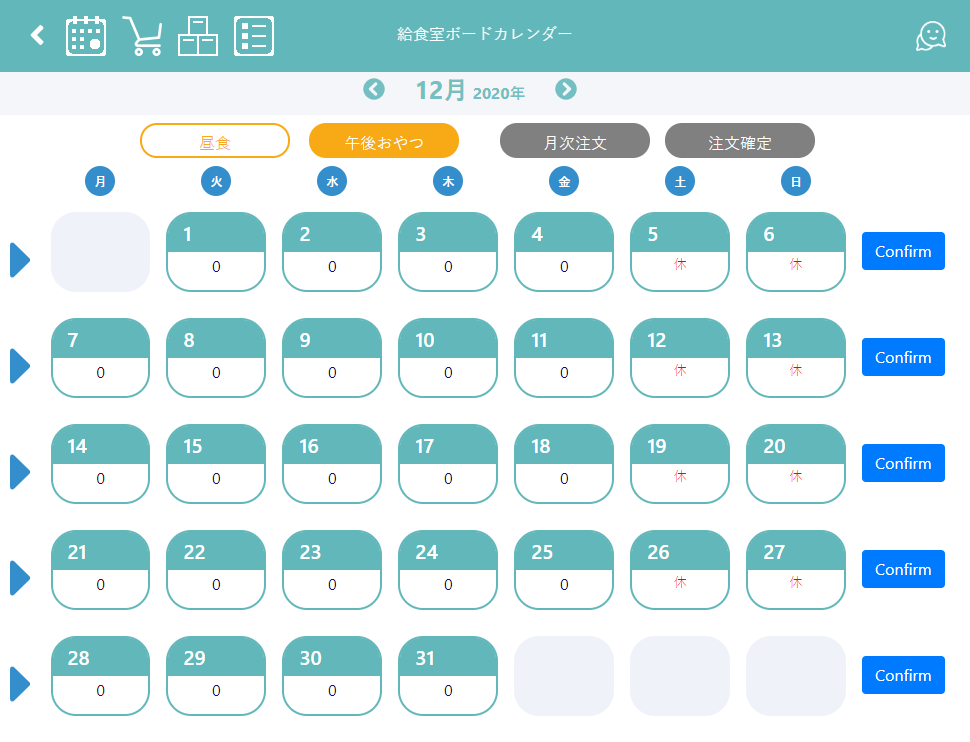 給食室ボードカレンダー
12月 2020年
昼食 午後おやつ 月次注文 注文確定
月 火 水 木 金 土 日
1 2 3 4 5 6
0 0 0 0 休 休 Confirm
7 8 9 10 11 12 13
0 0 0 0 0 休 休 Confirm
14 15 16 17 18 19 20
0 0 0 0 0 休 休 Confirm
21 22 23 24 25 26 27
0 0 0 0 0 休 休 Confirm
28 29 30 31
0 0 0 0 Confirm